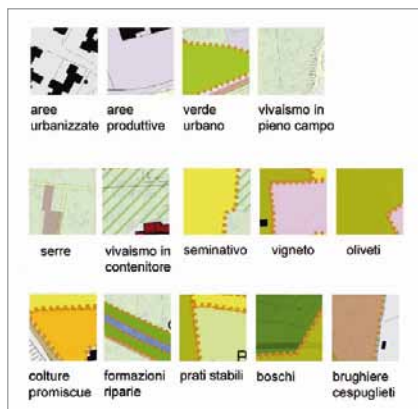 aree urbanizzate
aree produttive
verde urbano
vivaismo in pieno campo
serre
vivaismo in contenitore
seminativo
vigneto
oliveti
colture promiscue
formazioni riparie
prati stabili
boschi
brughiere cespuglieti